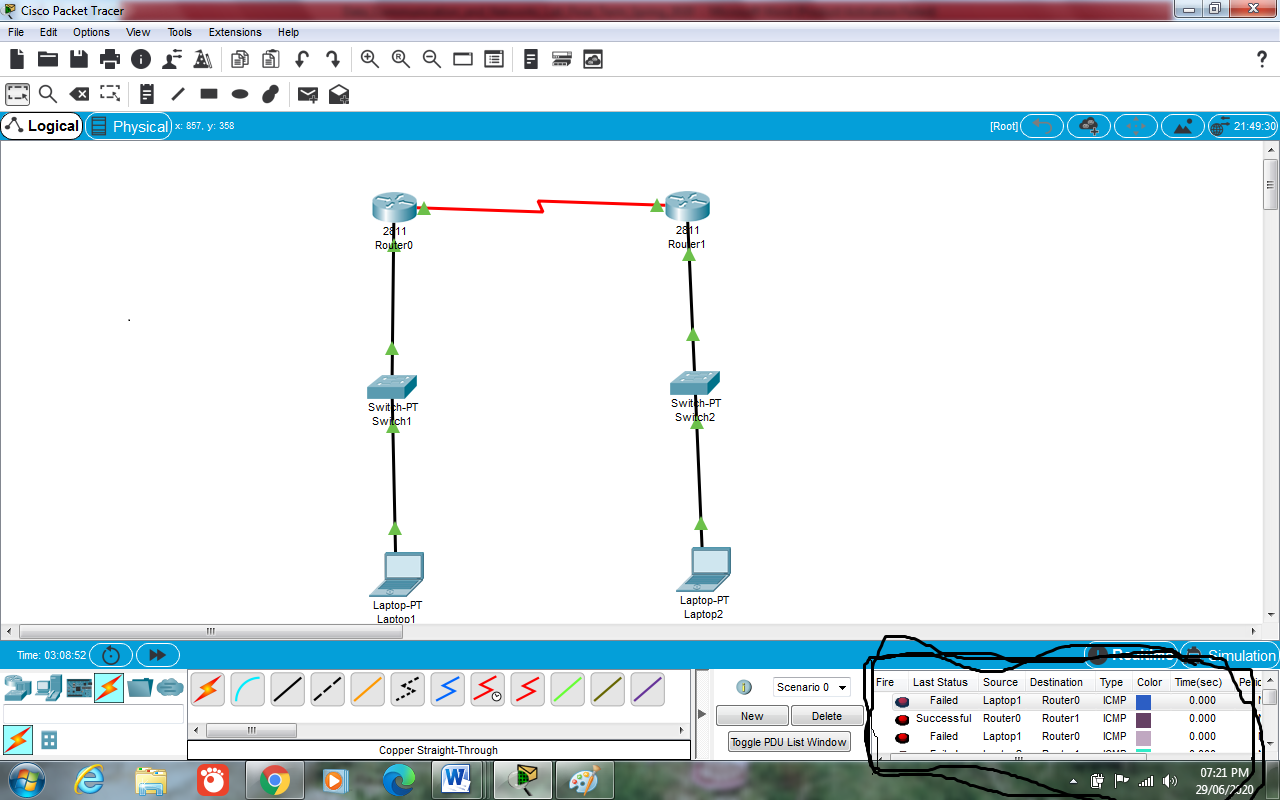 Cisco Packet Tracer
File Edit Options View Tools Extensions Help
?
Logical Physical x: 857, y: 358 [Root] 21:49:30
2811
Router0
2811
Router1
Switch-PT
Switch1
Switch-PT
Switch2
Laptop-PT
Laptop1
Laptop-PT
Laptop2
Time: 03:08:52 Realtime Simulation
Scenario 0
New Delete
Toggle PDU List Window
Fire Last Status Source Destination Type Color Time(sec)
Failed Laptop1 Router0 ICMP 0.000
Successful Router0 Router1 ICMP 0.000
Failed Laptop1 Router0 ICMP 0.000
Copper Straight-Through
07:21 PM
29/06/2020